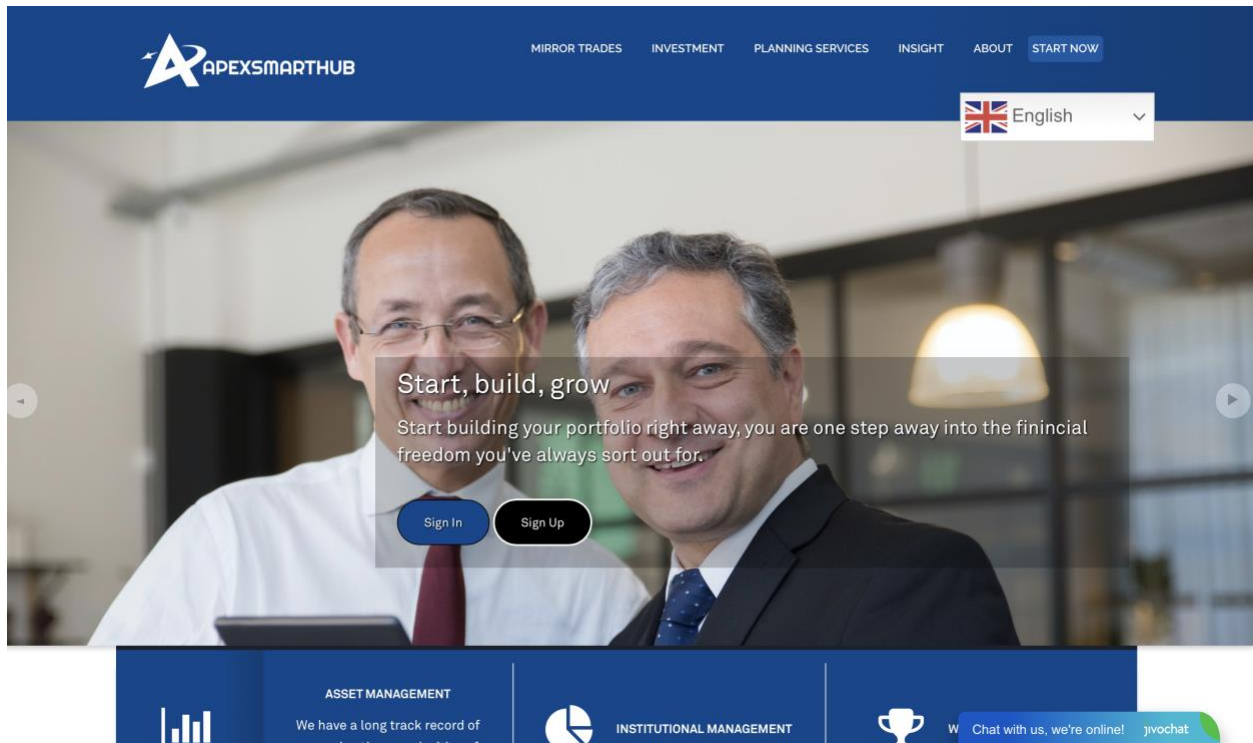 APEXSMARTHUB
MIRROR TRADES INVESTMENT PLANNING SERVICES INSIGHT ABOUT START NOW
English
Start, build, grow
Start building your portfolio right away, you are one step away into the finincial
freedom you've always sort out for.
Sign In Sign Up
ASSET MANAGEMENT
We have a long track record of
INSTITUTIONAL MANAGEMENT
Chat with us, we're online! jivochat